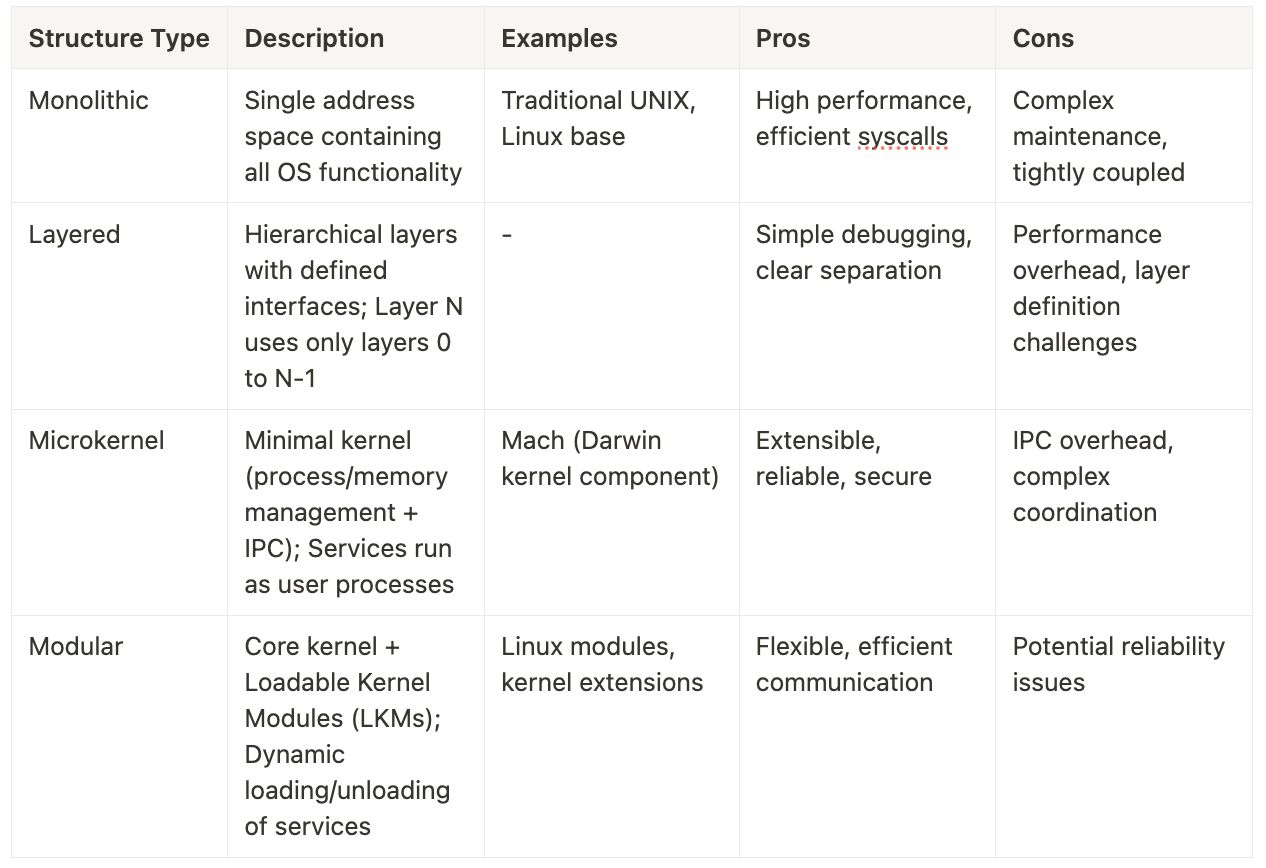 Structure Type
Description
Examples
Pros
Cons
Monolithic
Single address
space containing
all OS functionality
Traditional UNIX,
Linux base
High performance,
efficient syscalls
Complex
maintenance,
tightly coupled
Layered
Hierarchical layers
with defined
interfaces; Layer N
uses only layers 0
to N-1
-
Simple debugging,
clear separation
Performance
overhead, layer
definition
challenges
Microkernel
Minimal kernel
(process/memory
management +
IPC); Services run
as user processes
Mach (Darwin
kernel component)
Extensible,
reliable, secure
IPC overhead,
complex
coordination
Modular
Core kernel +
Loadable Kernel
Modules (LKMs);
Dynamic
loading/unloading
of services
Linux modules,
kernel extensions
Flexible, efficient
communication
Potential reliability
issues